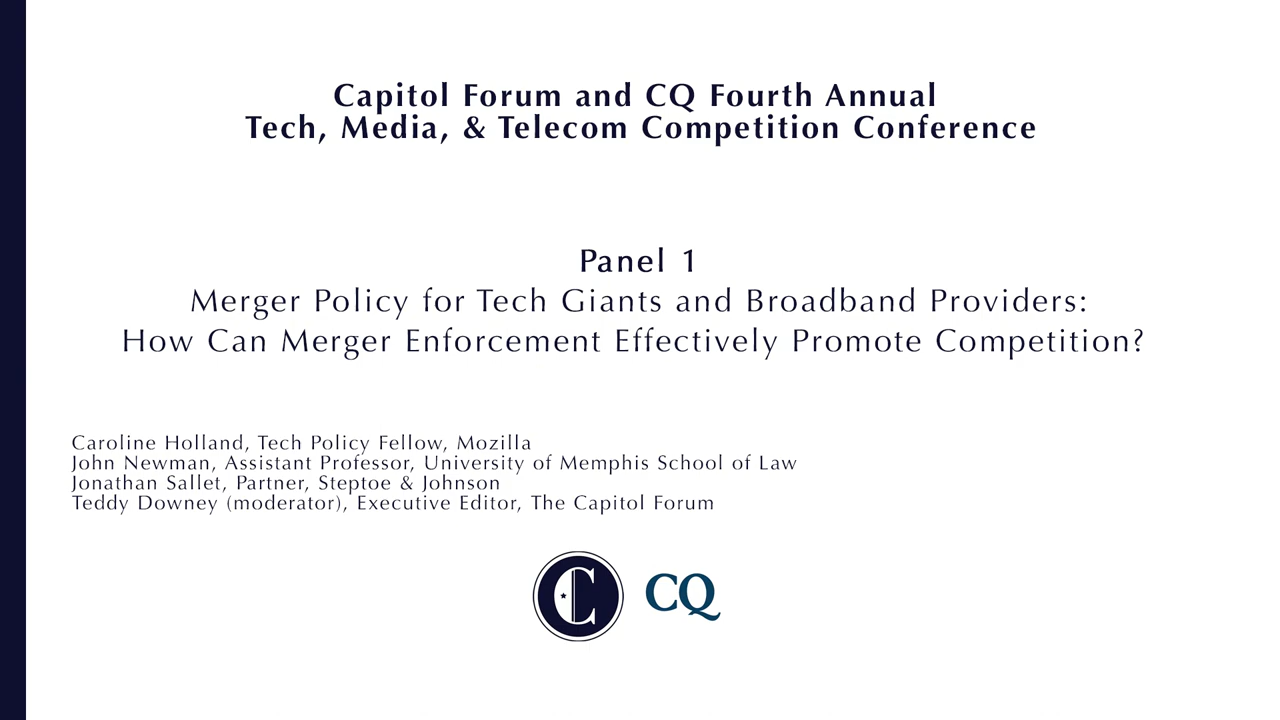 Capitol Forum and CQ Fourth Annual
Tech, Media, & Telecom Competition Conference
Panel 1
Merger Policy for Tech Giants and Broadband Providers:
How Can Merger Enforcement Effectively Promote Competition?
Caroline Holland, Tech Policy Fellow, Mozilla
John Newman, Assistant Professor, University of Memphis School of Law
Jonathan Sallet, Partner, Steptoe & Johnson
Teddy Downey (moderator), Executive Editor, The Capitol Forum
C CQ